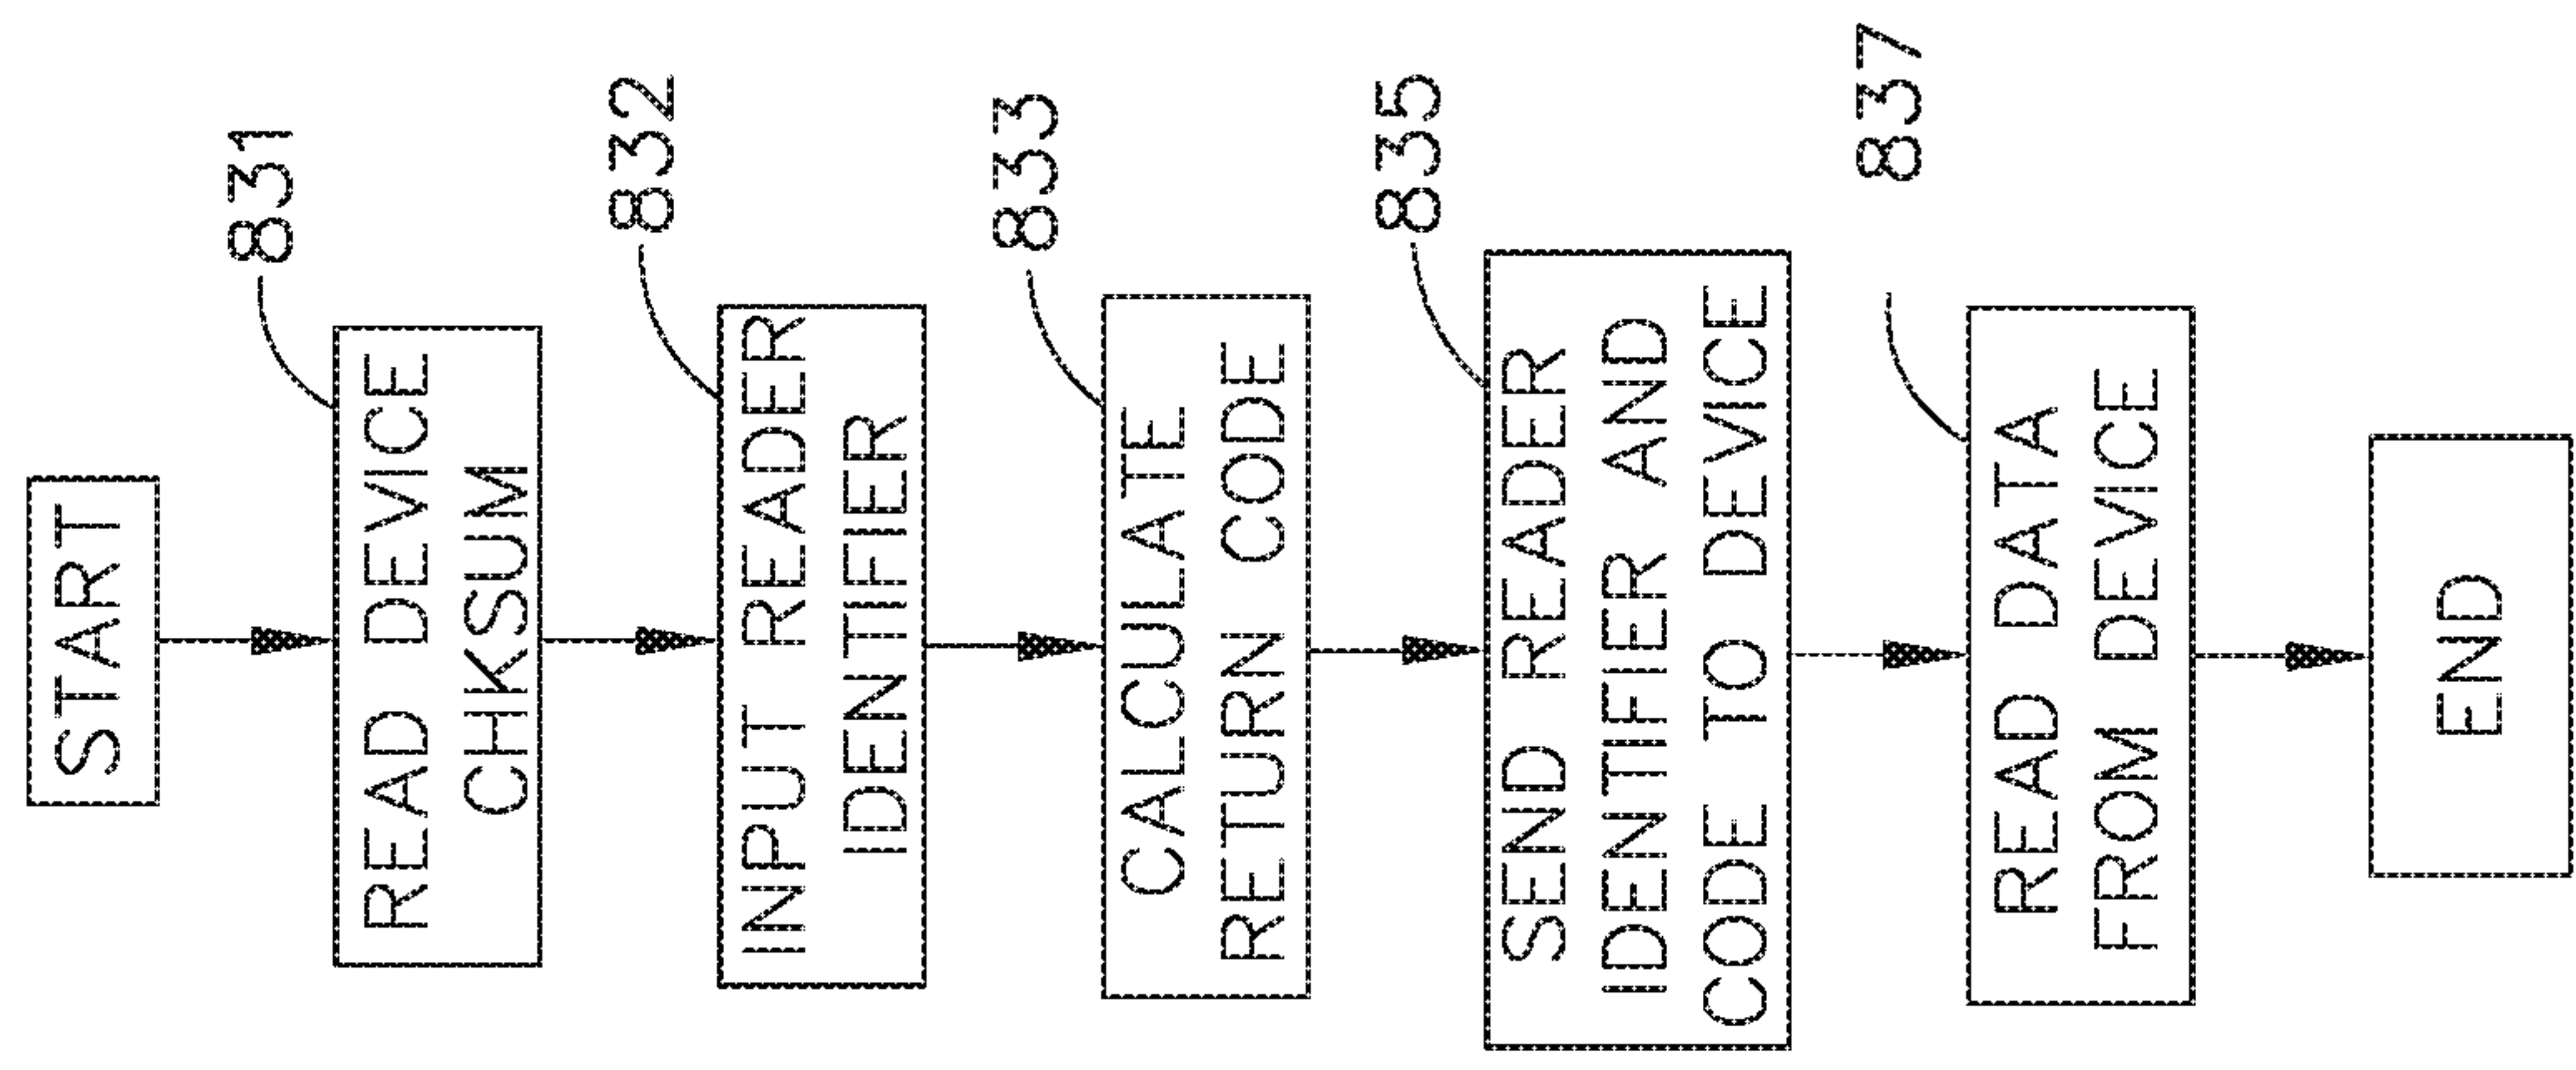 START
831
READ DEVICE
CHKSUM
832
INPUT READER
IDENTIFIER
833
CALCULATE
RETURN CODE
835
SEND READER
IDENTIFIER AND
CODE TO DEVICE
837
READ DATA
FROM DEVICE
END